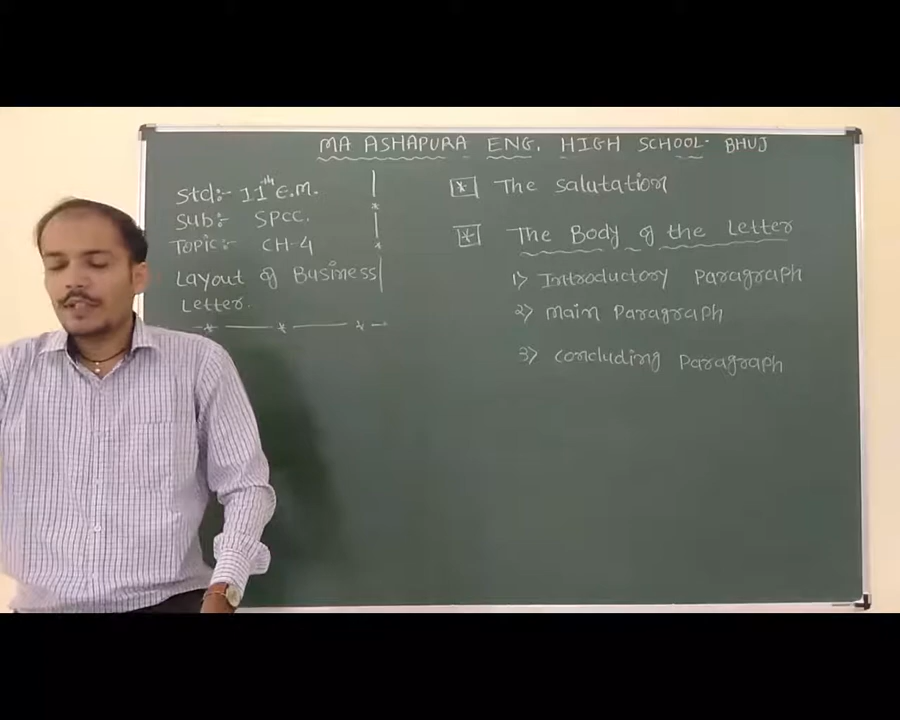 MA ASHAPURA ENG. HIGH SCHOOL- BHUJ
Std:- 11th E.M.
Sub:- SPCC.
Topic:- CH-4
Layout of Business
Letter.
* The salutation
* The Body of the Letter
1) Introductory Paragraph
2) main Paragraph
3) concluding Paragraph